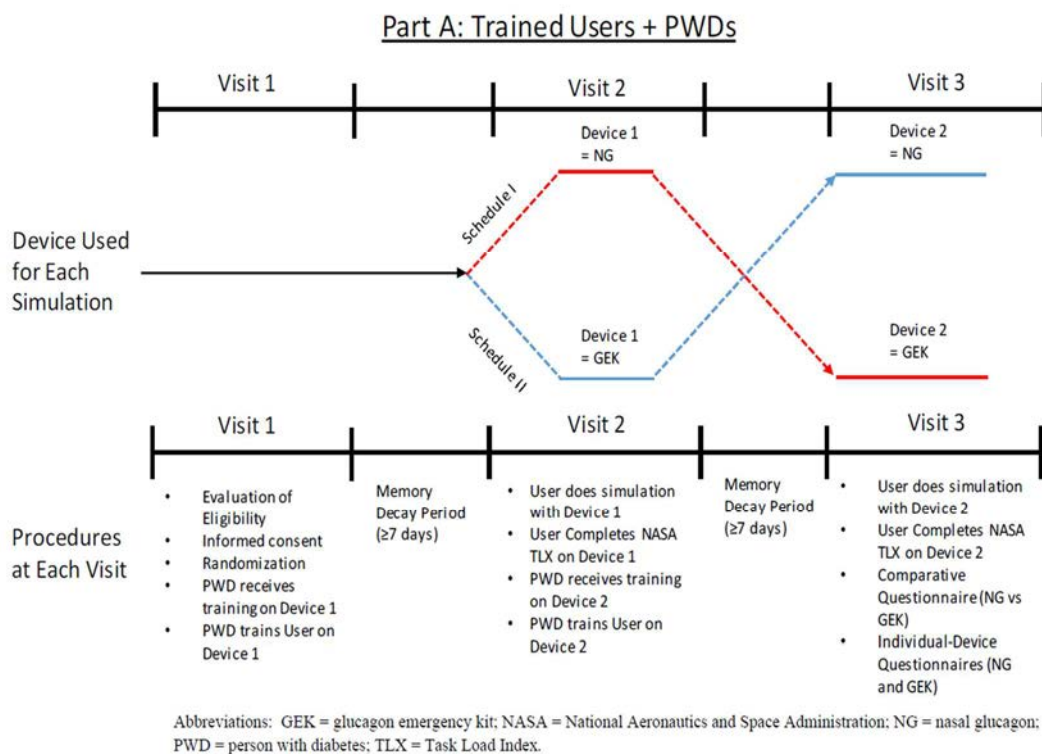 Part A: Trained Users + PWDs
Visit 1
Visit 2
Visit 3
Device 1
= NG
Device 2
= NG
Schedule I
Device Used
for Each
Simulation
Schedule II
Device 1
= GEK
Device 2
= GEK
Visit 1
Visit 2
Visit 3
Procedures
at Each Visit
• Evaluation of
Eligibility
• Informed consent
• Randomization
• PWD receives
training on Device 1
• PWD trains User on
Device 1
Memory
Decay Period
(≥7 days)
• User does simulation
with Device 1
• User Completes NASA
TLX on Device 1
• PWD receives training
on Device 2
• PWD trains User on
Device 2
Memory
Decay Period
(≥7 days)
• User does simulation
with Device 2
• User Completes NASA
TLX on Device 2
• Comparative
Questionnaire (NG vs
GEK)
• Individual-Device
Questionnaires (NG
and GEK)
Abbreviations: GEK = glucagon emergency kit; NASA = National Aeronautics and Space Administration; NG = nasal glucagon;
PWD = person with diabetes; TLX = Task Load Index.